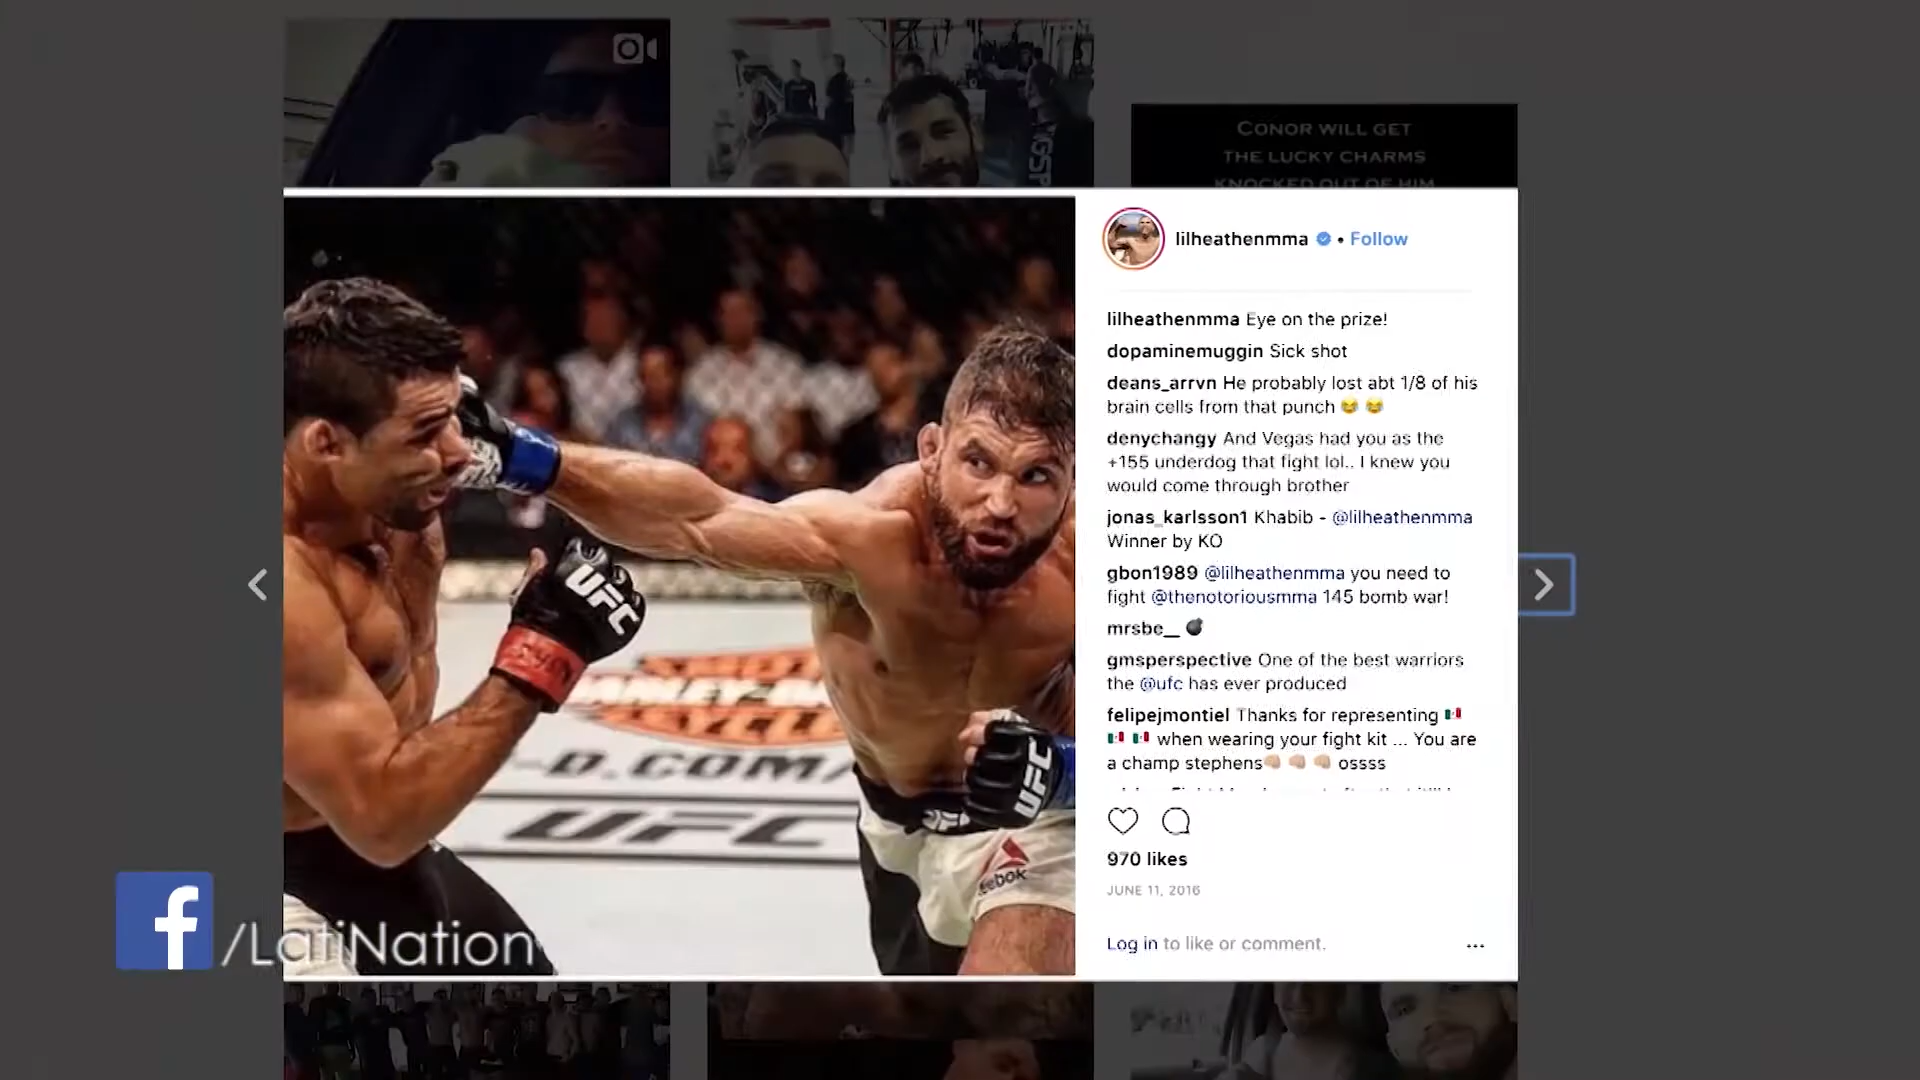 CONOR WILL GET
THE LUCKY CHARMS
KNOCKED OUT OF HIM
lilheathenmma • Follow
lilheathenmma Eye on the prize!
dopaminemuggin Sick shot
deans_arrvn He probably lost abt 1/8 of his
brain cells from that punch 😂 😂
denychangy And Vegas had you as the
+155 underdog that fight lol.. I knew you
would come through brother
jonas_karlsson1 Khabib - @lilheathenmma
Winner by KO
gbon1989 @lilheathenmma you need to
fight @thenotoriousmma 145 bomb war!
mrsbe__ 💣
gmsperspective One of the best warriors
the @ufc has ever produced
felipejmontiel Thanks for representing 🇲🇽
🇲🇽 🇲🇽 when wearing your fight kit ... You are
a champ stephens👊🏼 👊🏼 👊🏼 ossss
970 likes
JUNE 11, 2016
Log in to like or comment.
...
UFC
-D.COM/
UFC
UFC
Reebok
f/LatiNation